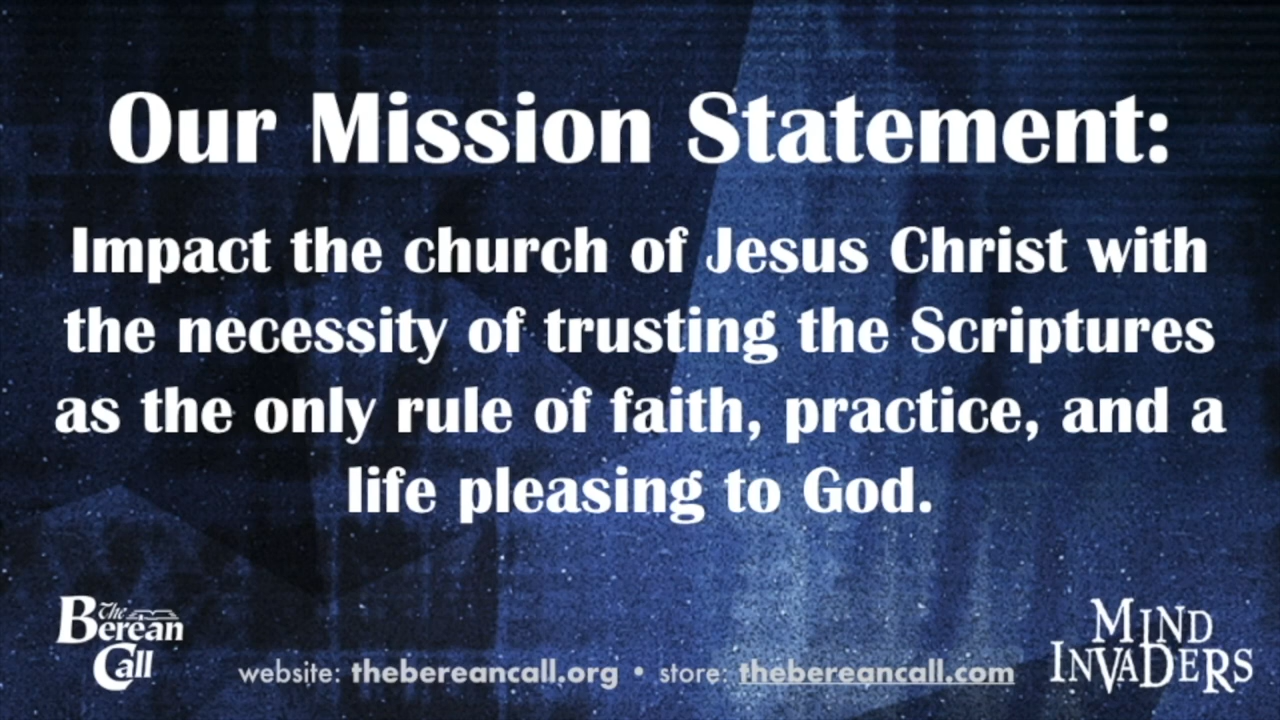 Our Mission Statement:
Impact the church of Jesus Christ with
the necessity of trusting the Scriptures
as the only rule of faith, practice, and a
life pleasing to God.
The
Berean
Call
website: thebereancall.org • store: thebereancall.com
MIND
INVADERS